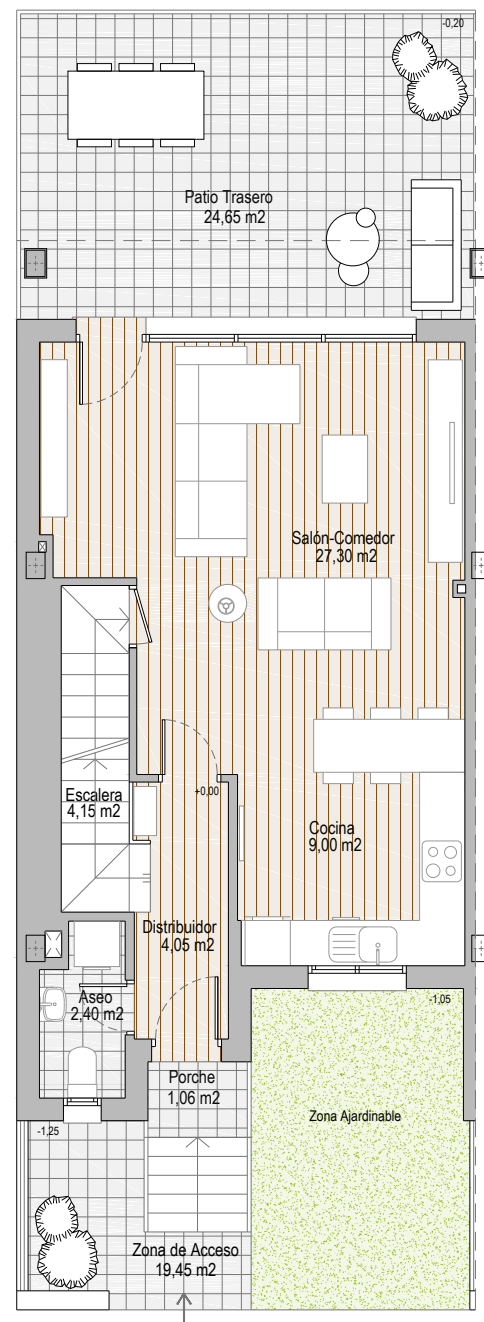 -0,20
Patio Trasero
24,65 m2
Salón-Comedor
27,30 m2
+0,00
Escalera
4,15 m2
Cocina
9,00 m2
Distribuidor
4,05 m2
Aseo
2,40 m2
-1,05
Porche
1,06 m2
Zona Ajardinable
-1,25
Zona de Acceso
19,45 m2